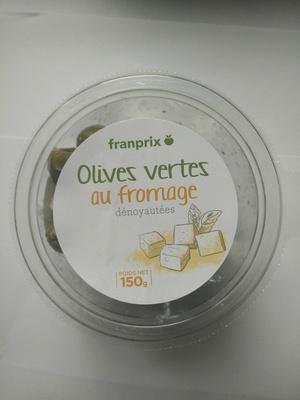 franprix
Olives vertes
au fromage
dénoyautées
POIDS NET
150g